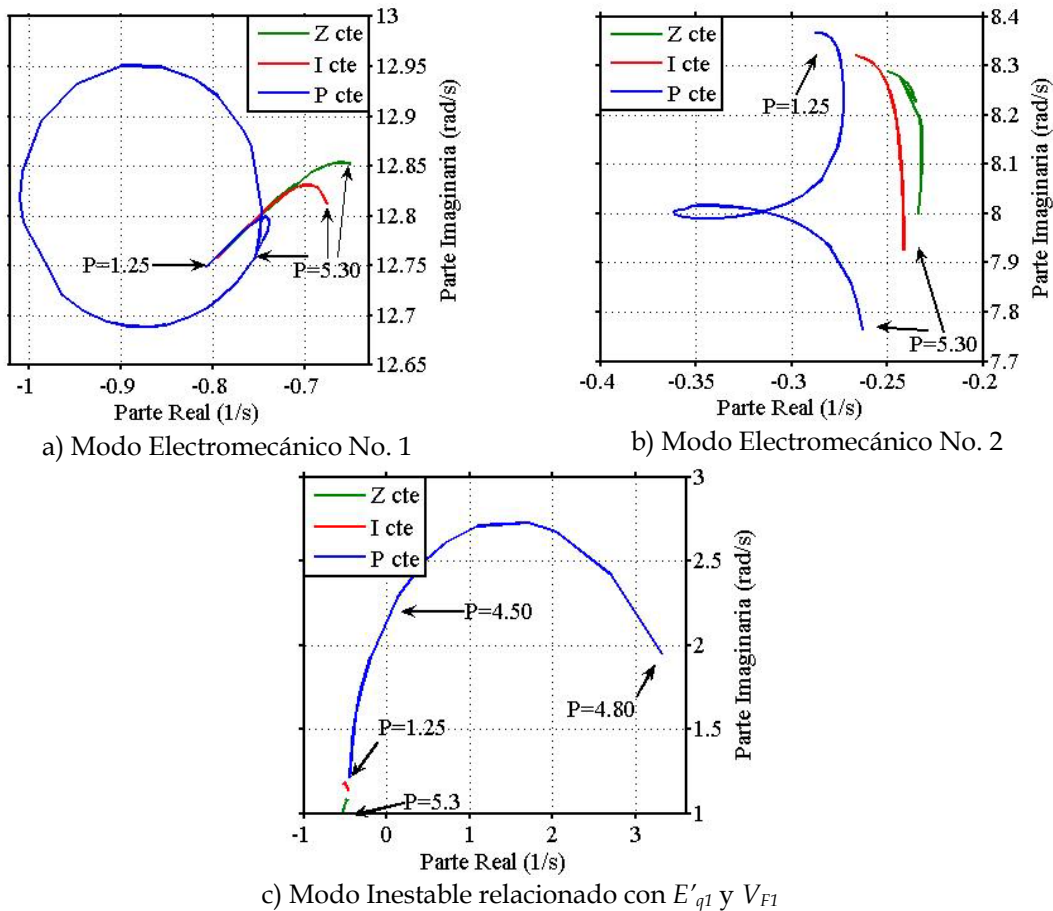 Z cte
I cte
P cte
13
12.95
12.9
12.85
12.8
12.75
12.7
12.65
Parte Imaginaria (rad/s)
P=1.25
P=5.30
-1
-0.9
-0.8
-0.7
Parte Real (1/s)
a) Modo Electromecánico No. 1
Z cte
I cte
P cte
8.4
8.3
8.2
8.1
8
7.9
7.8
7.7
Parte Imaginaria (rad/s)
P=1.25
P=5.30
-0.4
-0.35
-0.3
-0.25
-0.2
Parte Real (1/s)
b) Modo Electromecánico No. 2
Z cte
I cte
P cte
3
2.5
2
1.5
1
Parte Imaginaria (rad/s)
P=4.50
P=4.80
P=1.25
P=5.3
-1
0
1
2
3
Parte Real (1/s)
c) Modo Inestable relacionado con E'q1 y VF1